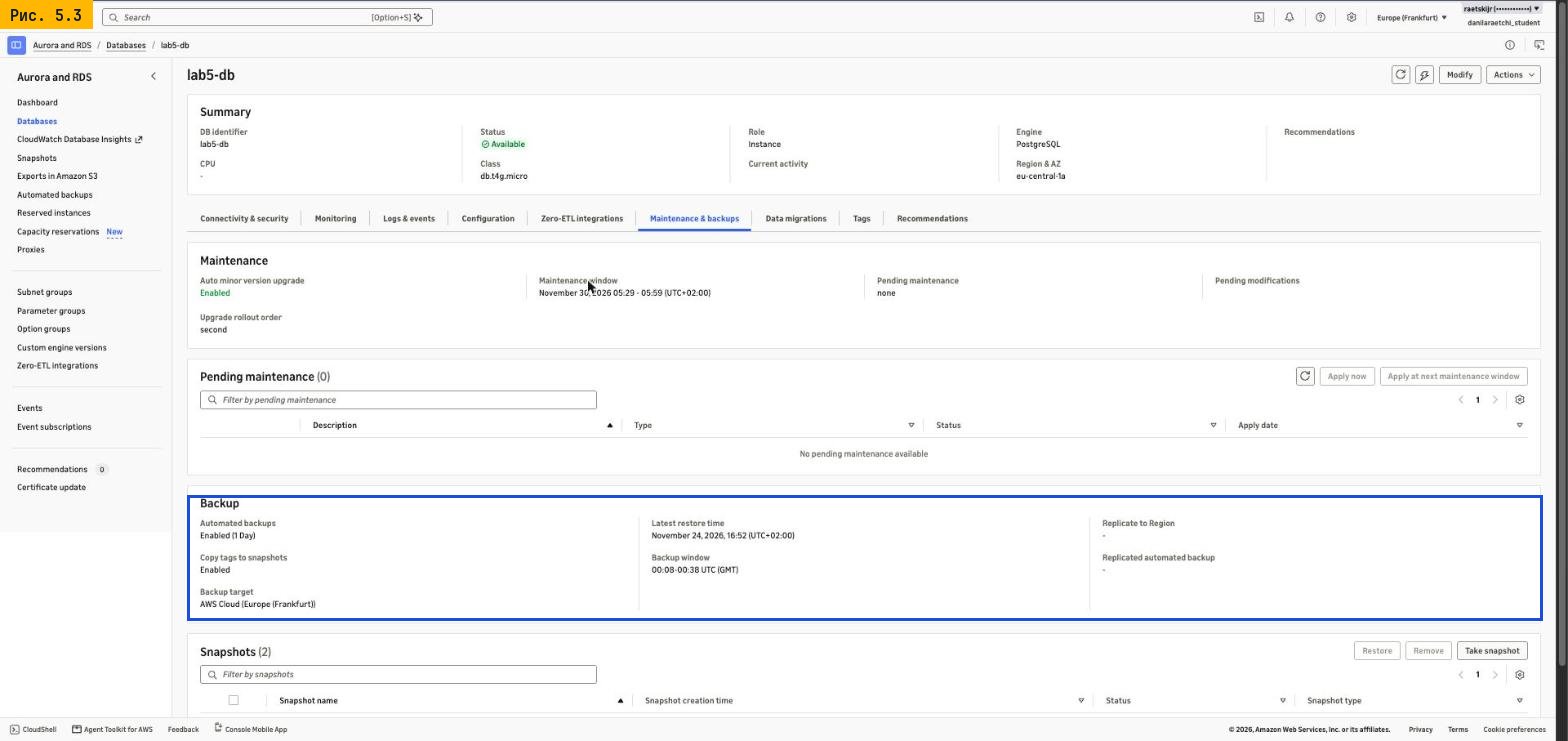 Рис. 5.3
Search
[Option+S]
Europe (Frankfurt)
raetskijr (••••••••••••)
danilaraetchi_student
Aurora and RDS / Databases / lab5-db
Aurora and RDS
Dashboard
Databases
CloudWatch Database Insights
Snapshots
Exports in Amazon S3
Automated backups
Reserved instances
Capacity reservations New
Proxies
Subnet groups
Parameter groups
Option groups
Custom engine versions
Zero-ETL integrations
Events
Event subscriptions
Recommendations 0
Certificate update
lab5-db
Modify
Actions
Summary
DB identifier
lab5-db
CPU
-
Status
Available
Class
db.t4g.micro
Role
Instance
Current activity
Engine
PostgreSQL
Region & AZ
eu-central-1a
Recommendations
Connectivity & security
Monitoring
Logs & events
Configuration
Zero-ETL integrations
Maintenance & backups
Data migrations
Tags
Recommendations
Maintenance
Auto minor version upgrade
Enabled
Upgrade rollout order
second
Maintenance window
November 30, 2026 05:29 - 05:59 (UTC+02:00)
Pending maintenance
none
Pending modifications
Pending maintenance (0)
Apply now
Apply at next maintenance window
Filter by pending maintenance
1
Description
Type
Status
Apply date
No pending maintenance available
Backup
Automated backups
Enabled (1 Day)
Copy tags to snapshots
Enabled
Backup target
AWS Cloud (Europe (Frankfurt))
Latest restore time
November 24, 2026, 16:52 (UTC+02:00)
Backup window
00:08-00:38 UTC (GMT)
Replicate to Region
-
Replicated automated backup
-
Snapshots (2)
Restore
Remove
Take snapshot
Filter by snapshots
1
Snapshot name
Snapshot creation time
Status
Snapshot type
CloudShell
Agent Toolkit for AWS
Feedback
Console Mobile App
© 2026, Amazon Web Services, Inc. or its affiliates.
Privacy
Terms
Cookie preferences